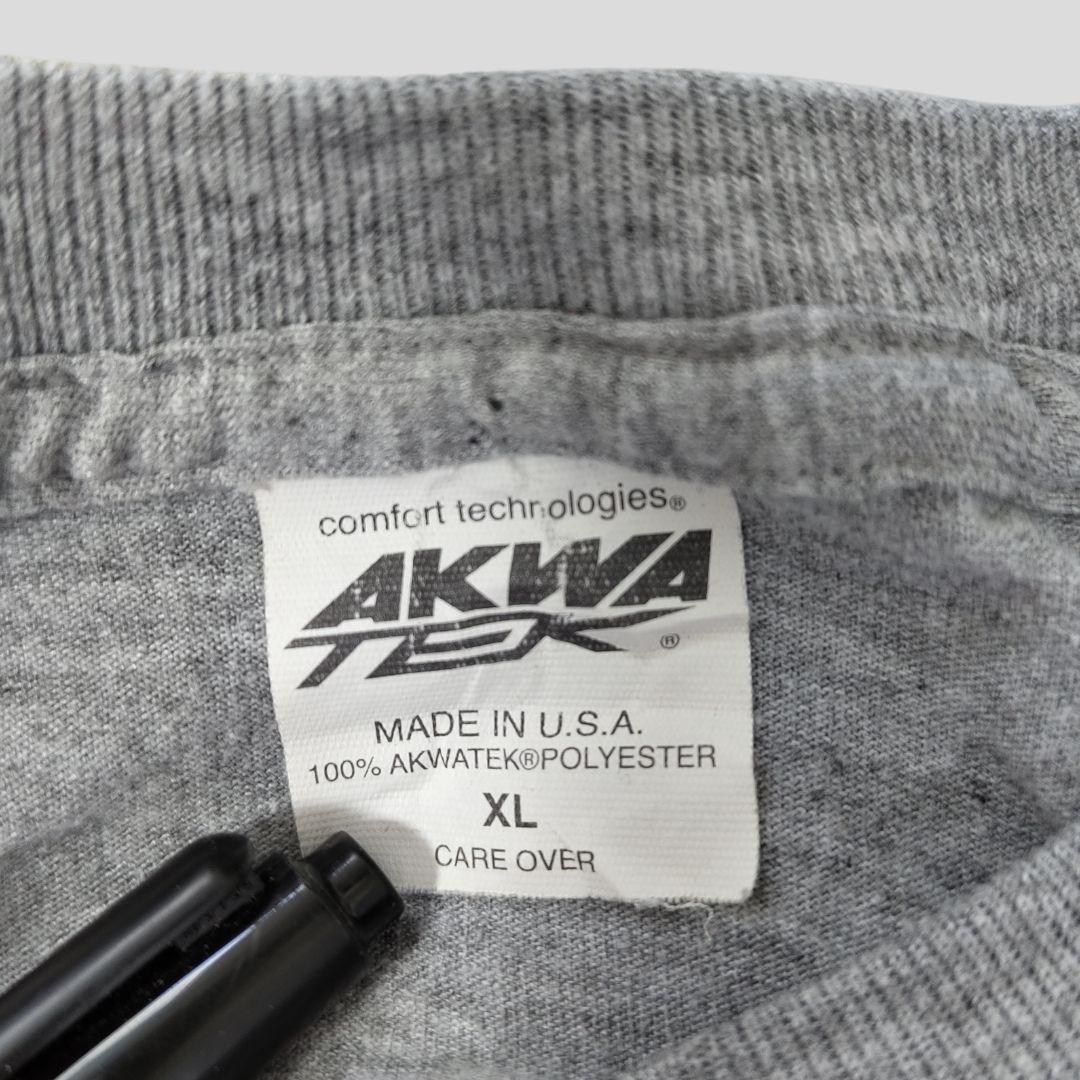 comfort technologies®
AKWA
TEK ®
MADE IN U.S.A.
100% AKWATEK®POLYESTER
XL
CARE OVER